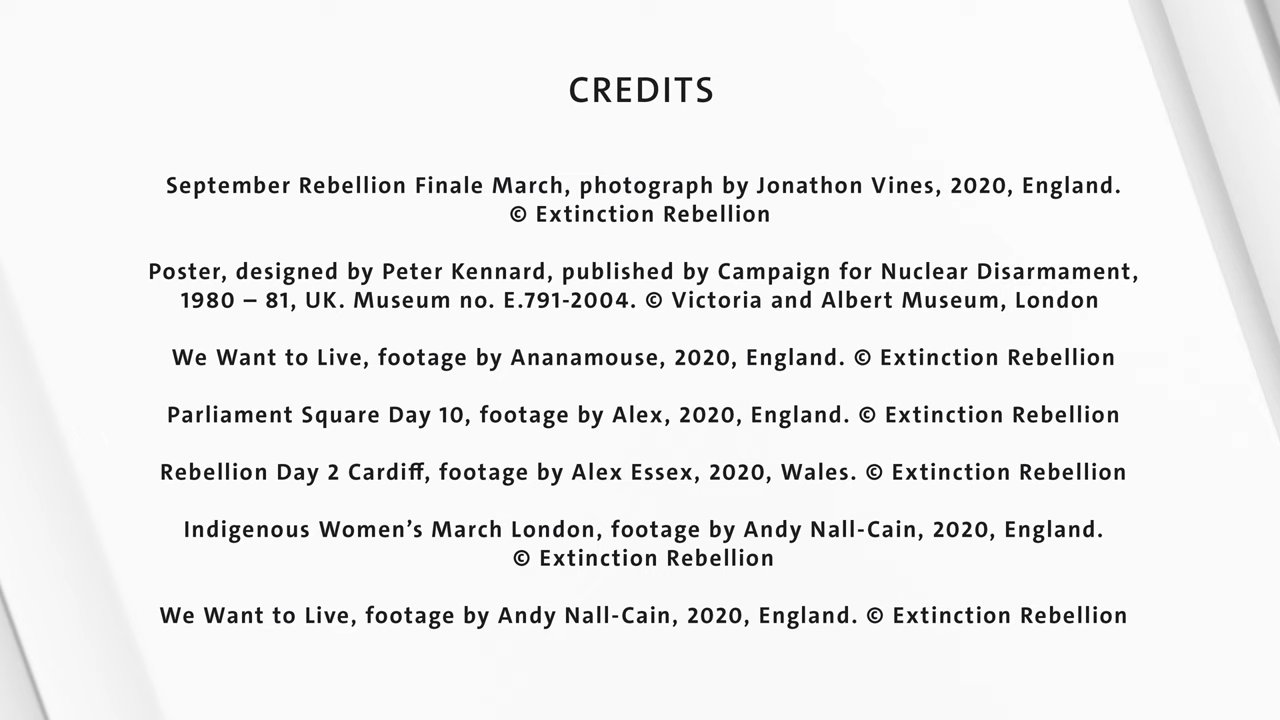 CREDITS
September Rebellion Finale March, photograph by Jonathon Vines, 2020, England.
© Extinction Rebellion
Poster, designed by Peter Kennard, published by Campaign for Nuclear Disarmament,
1980 – 81, UK. Museum no. E.791-2004. © Victoria and Albert Museum, London
We Want to Live, footage by Ananamouse, 2020, England. © Extinction Rebellion
Parliament Square Day 10, footage by Alex, 2020, England. © Extinction Rebellion
Rebellion Day 2 Cardiff, footage by Alex Essex, 2020, Wales. © Extinction Rebellion
Indigenous Women’s March London, footage by Andy Nall-Cain, 2020, England.
© Extinction Rebellion
We Want to Live, footage by Andy Nall-Cain, 2020, England. © Extinction Rebellion